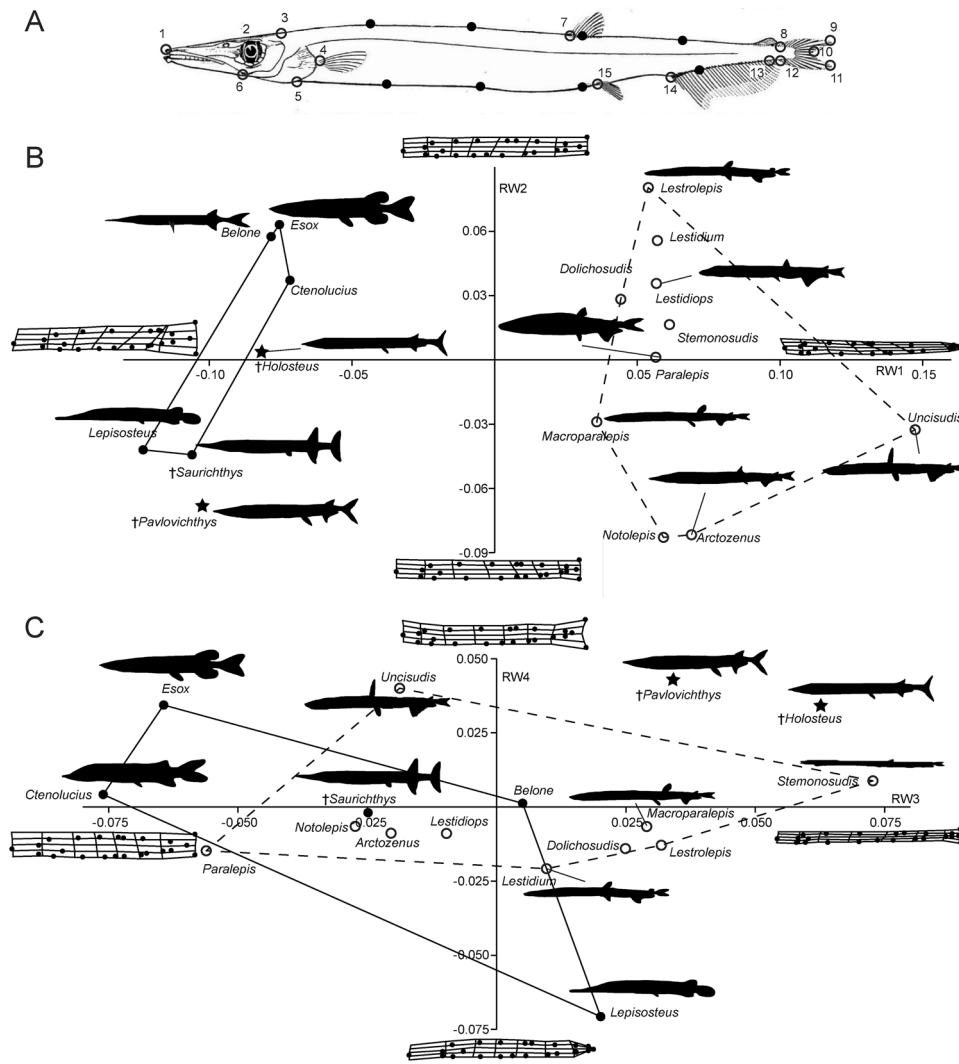 A
1
2
3
4
5
6
7
8
9
10
11
12
13
14
15
B
RW2
Lestrolepis
Esox
Belone
0.06
Lestidium
Dolichosudis
Ctenolucius
0.03
Lestidiops
Stemonosudis
†Holosteus
Paralepis
-0.10
-0.05
0.05
0.10
RW1
0.15
Lepisosteus
-0.03
Macroparalepis
Uncisudis
†Saurichthys
-0.06
†Pavlovichthys
Notolepis
Arctozenus
-0.09
C
0.050
RW4
Uncisudis
Esox
†Pavlovichthys
†Holosteus
0.025
Ctenolucius
†Saurichthys
Belone
Stemonosudis
-0.075
-0.050
-0.025
0.025
0.050
0.075
RW3
Macroparalepis
Notolepis
Lestidiops
Arctozenus
Dolichosudis
Lestrolepis
Paralepis
-0.025
Lestidium
-0.050
Lepisosteus
-0.075